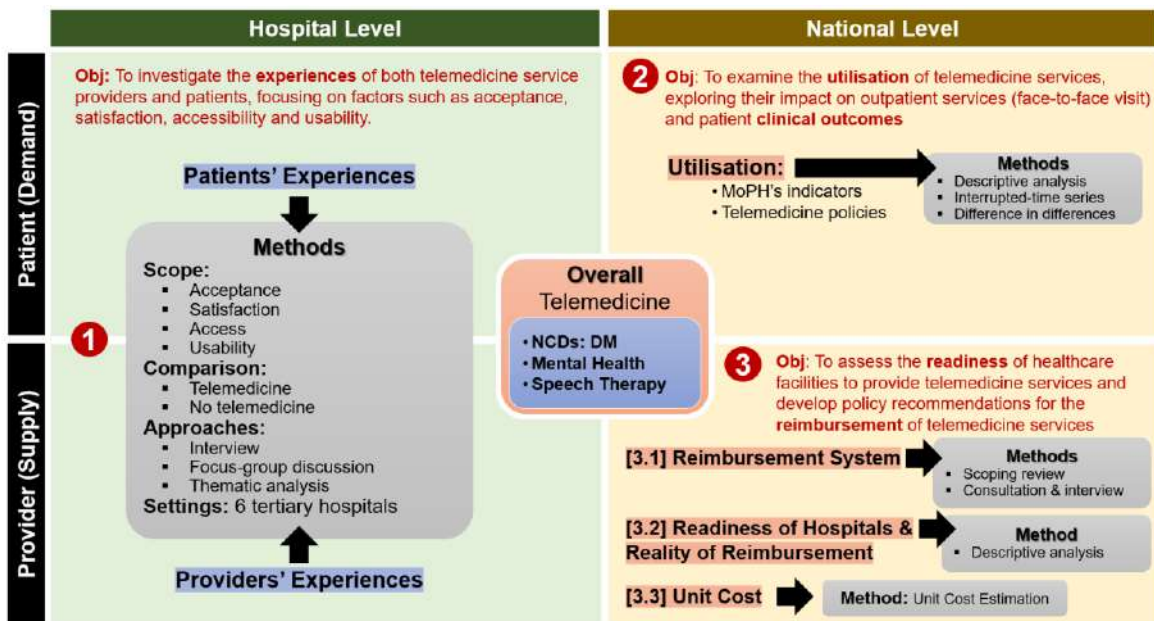 Hospital Level
National Level
Patient (Demand)
Provider (Supply)
Obj: To investigate the experiences of both telemedicine service
providers and patients, focusing on factors such as acceptance,
satisfaction, accessibility and usability.
Patients' Experiences
1
Methods
Scope:
▪ Acceptance
▪ Satisfaction
▪ Access
▪ Usability
Comparison:
▪ Telemedicine
▪ No telemedicine
Approaches:
▪ Interview
▪ Focus-group discussion
▪ Thematic analysis
Settings: 6 tertiary hospitals
Providers' Experiences
Overall
Telemedicine
• NCDs: DM
• Mental Health
• Speech Therapy
2
Obj: To examine the utilisation of telemedicine services,
exploring their impact on outpatient services (face-to-face visit)
and patient clinical outcomes
Utilisation:
• MoPH's indicators
• Telemedicine policies
Methods
▪ Descriptive analysis
▪ Interrupted-time series
▪ Difference in differences
3
Obj: To assess the readiness of healthcare
facilities to provide telemedicine services and
develop policy recommendations for the
reimbursement of telemedicine services
[3.1] Reimbursement System
Methods
▪ Scoping review
▪ Consultation & interview
[3.2] Readiness of Hospitals &
Reality of Reimbursement
Method
▪ Descriptive analysis
[3.3] Unit Cost
Method: Unit Cost Estimation